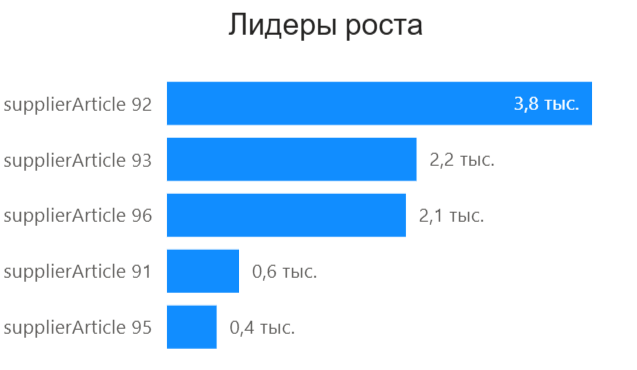 Лидеры роста
supplierArticle 92 3,8 тыс.
supplierArticle 93 2,2 тыс.
supplierArticle 96 2,1 тыс.
supplierArticle 91 0,6 тыс.
supplierArticle 95 0,4 тыс.